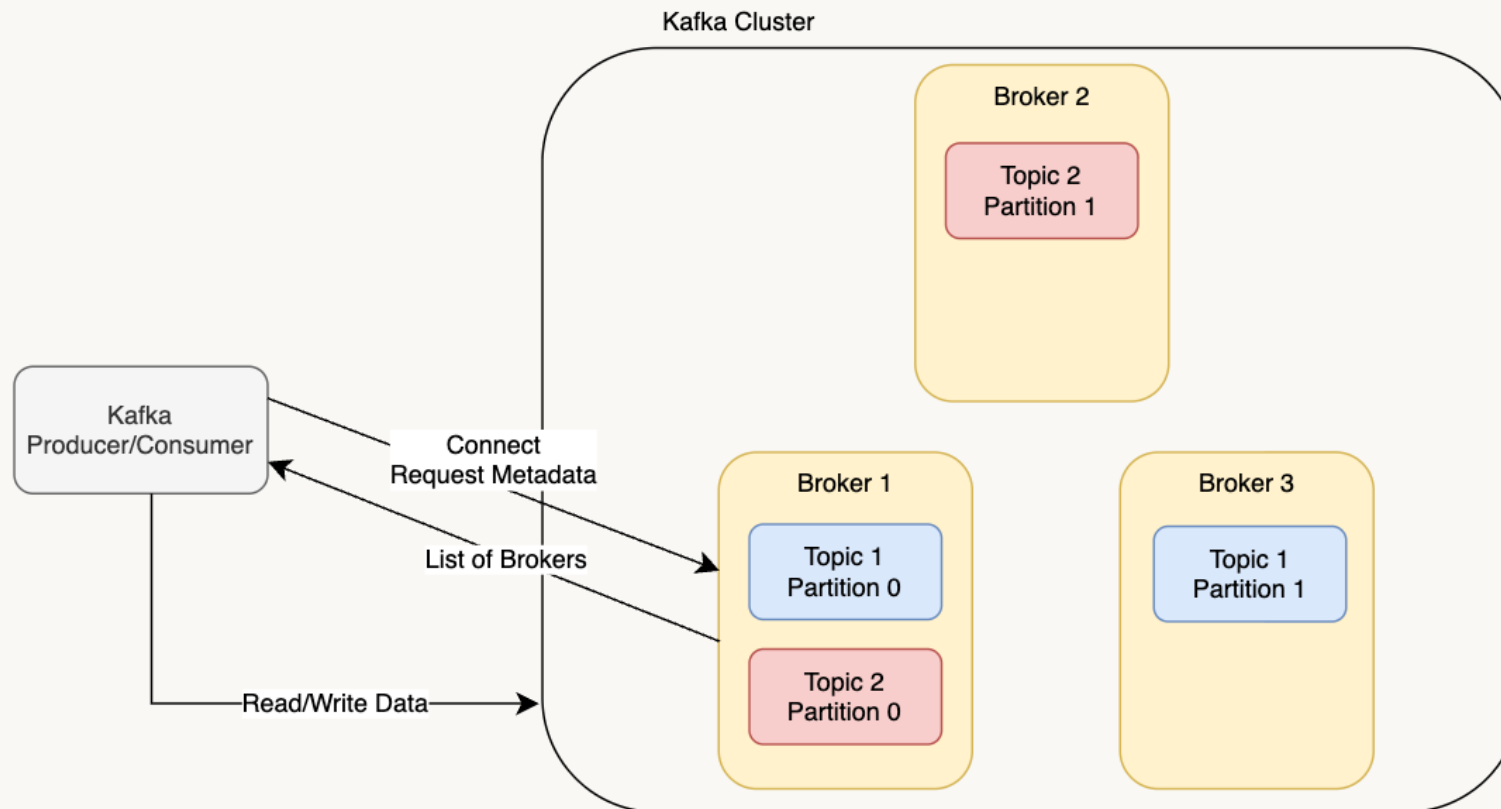 Kafka Cluster
Broker 2
Topic 2
Partition 1
Kafka
Producer/Consumer
Connect
Request Metadata
List of Brokers
Read/Write Data
Broker 1
Topic 1
Partition 0
Topic 2
Partition 0
Broker 3
Topic 1
Partition 1